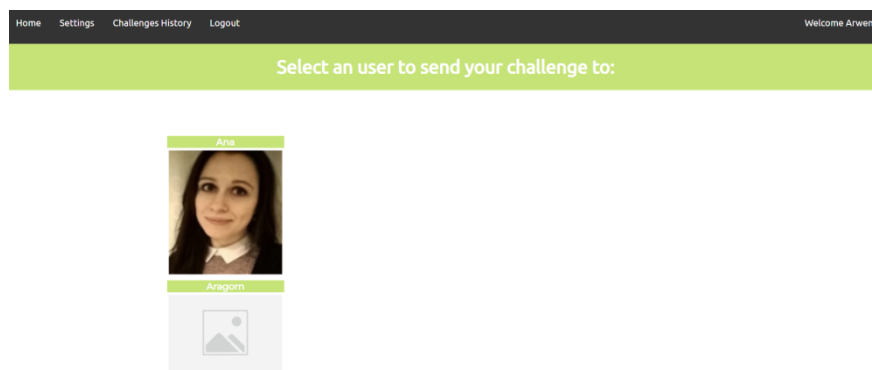 Home Settings Challenges History Logout Welcome Arwen
Select an user to send your challenge to:
Ana
Aragorn